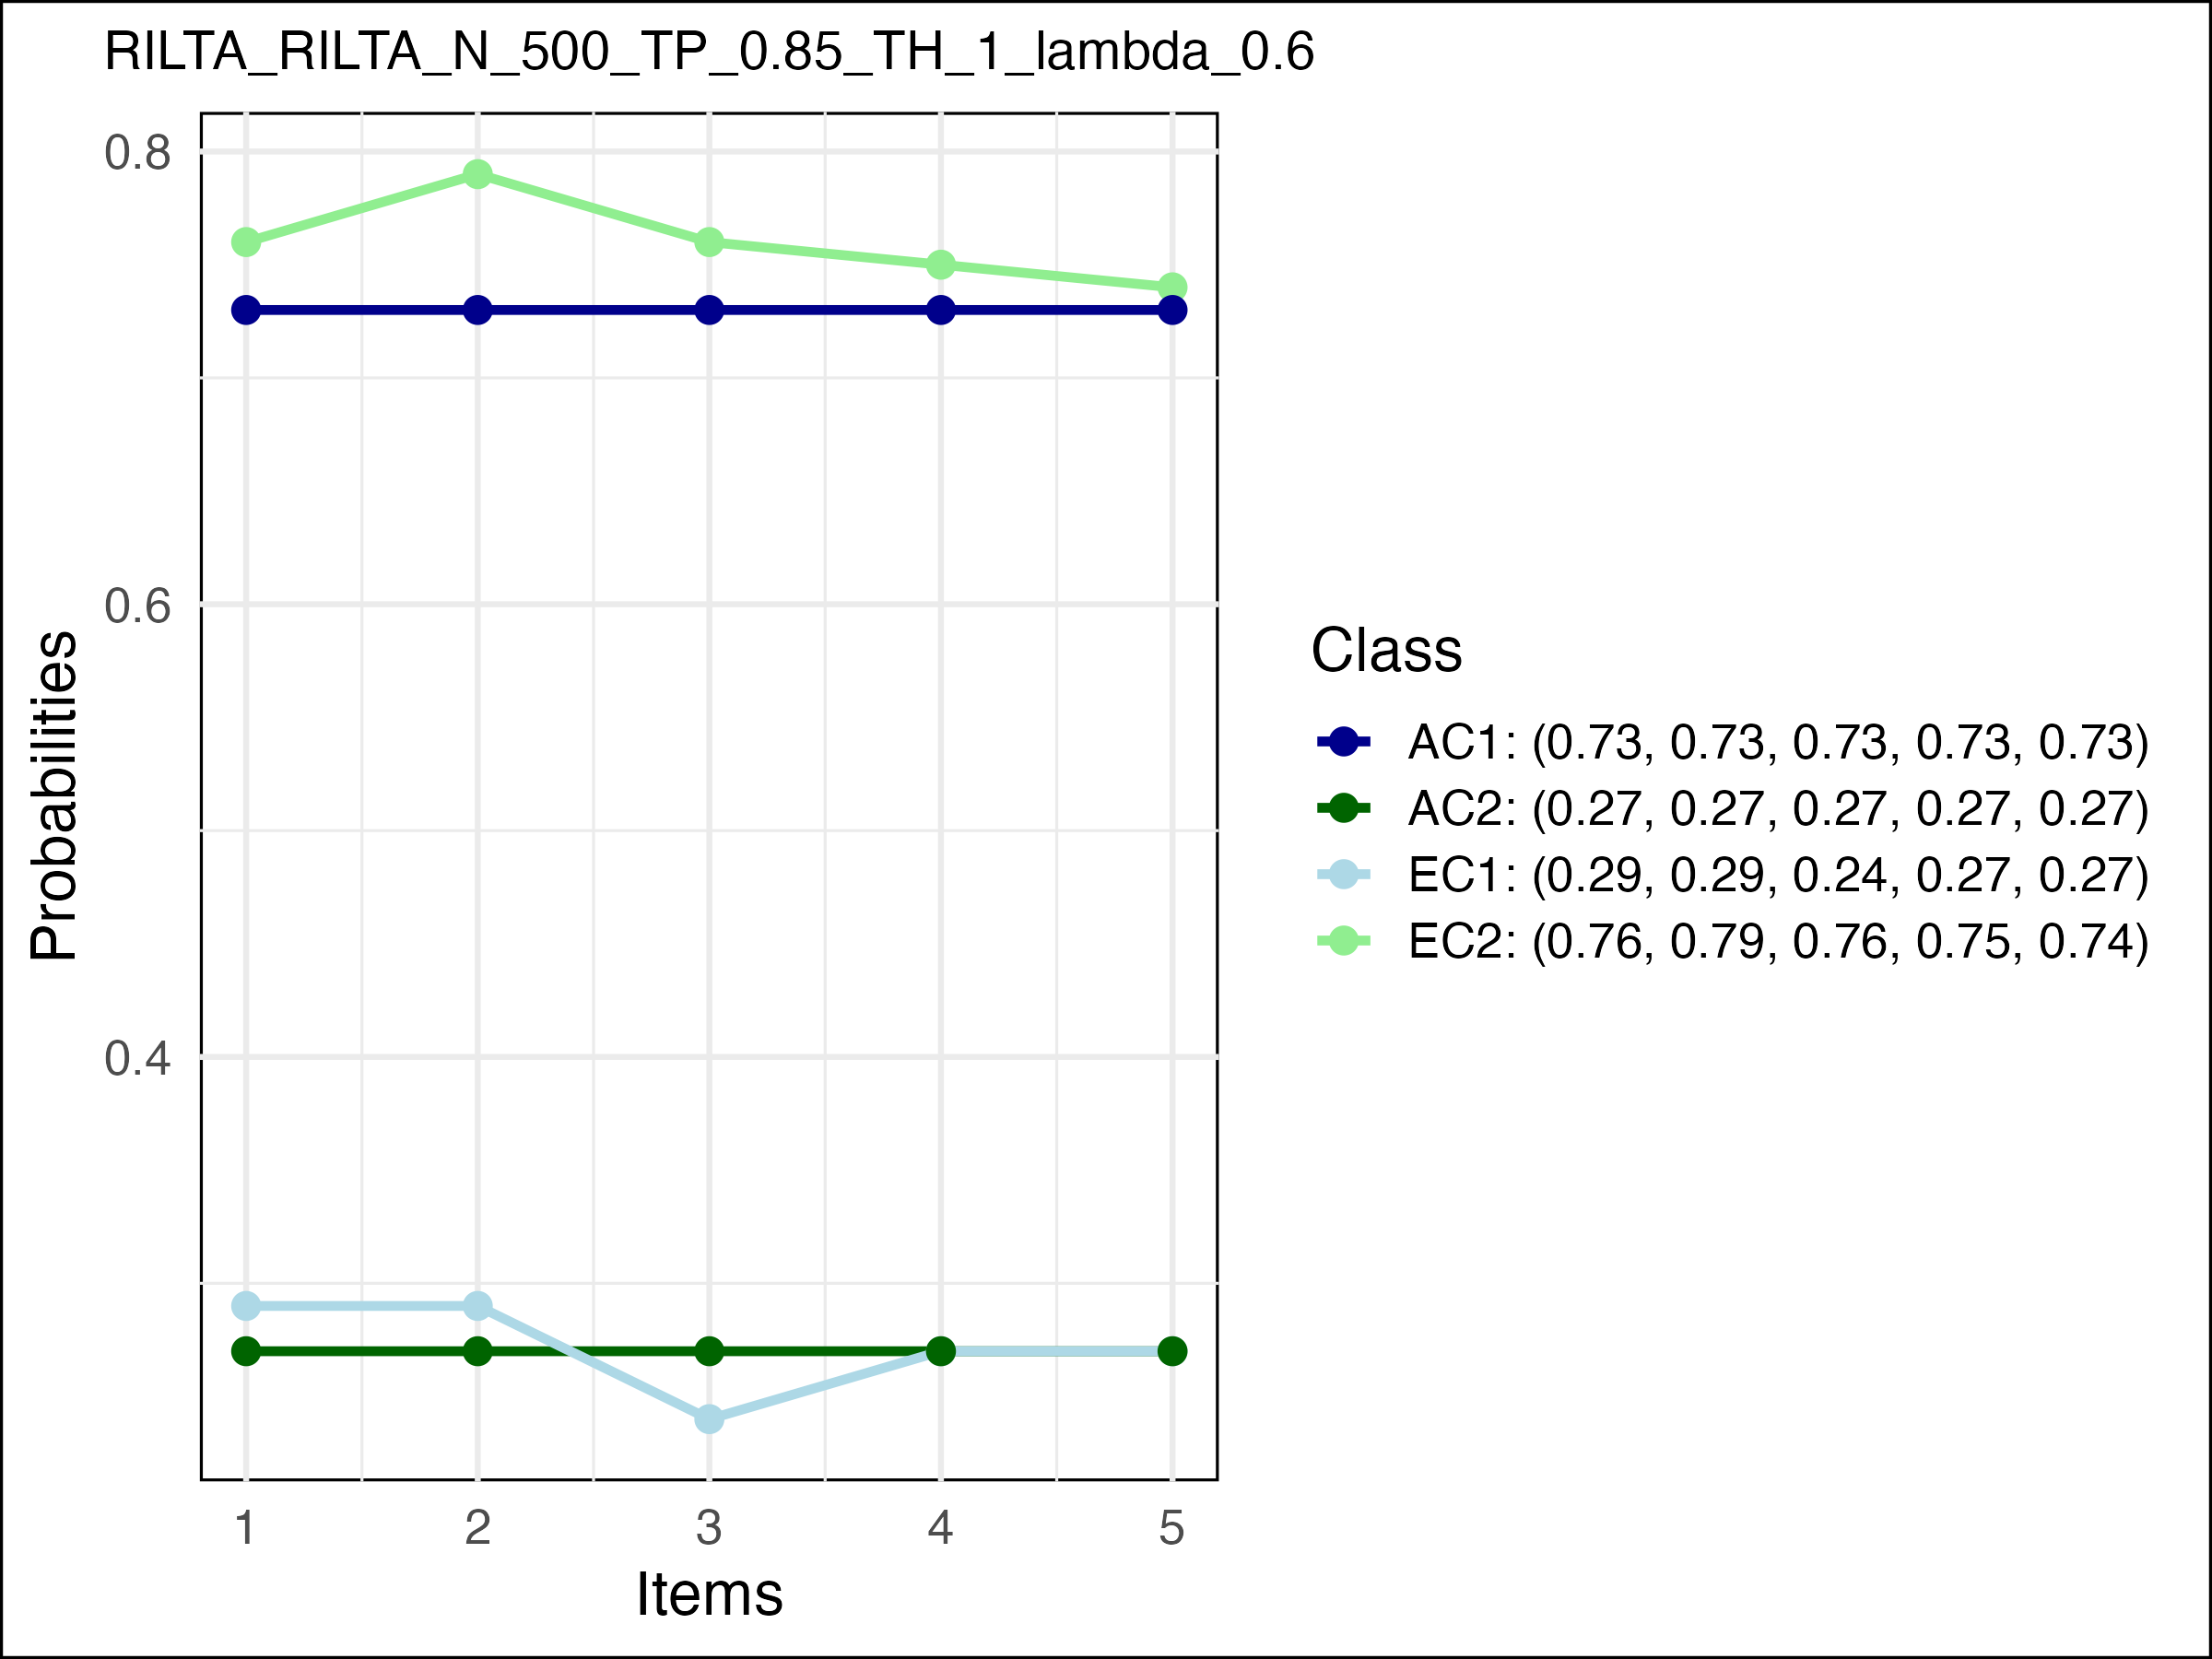 RILTA_RILTA_N_500_TP_0.85_TH_1_lambda_0.6
0.8
0.6
0.4
Probabilities
1 2 3 4 5
Items
Class
AC1: (0.73, 0.73, 0.73, 0.73, 0.73)
AC2: (0.27, 0.27, 0.27, 0.27, 0.27)
EC1: (0.29, 0.29, 0.24, 0.27, 0.27)
EC2: (0.76, 0.79, 0.76, 0.75, 0.74)